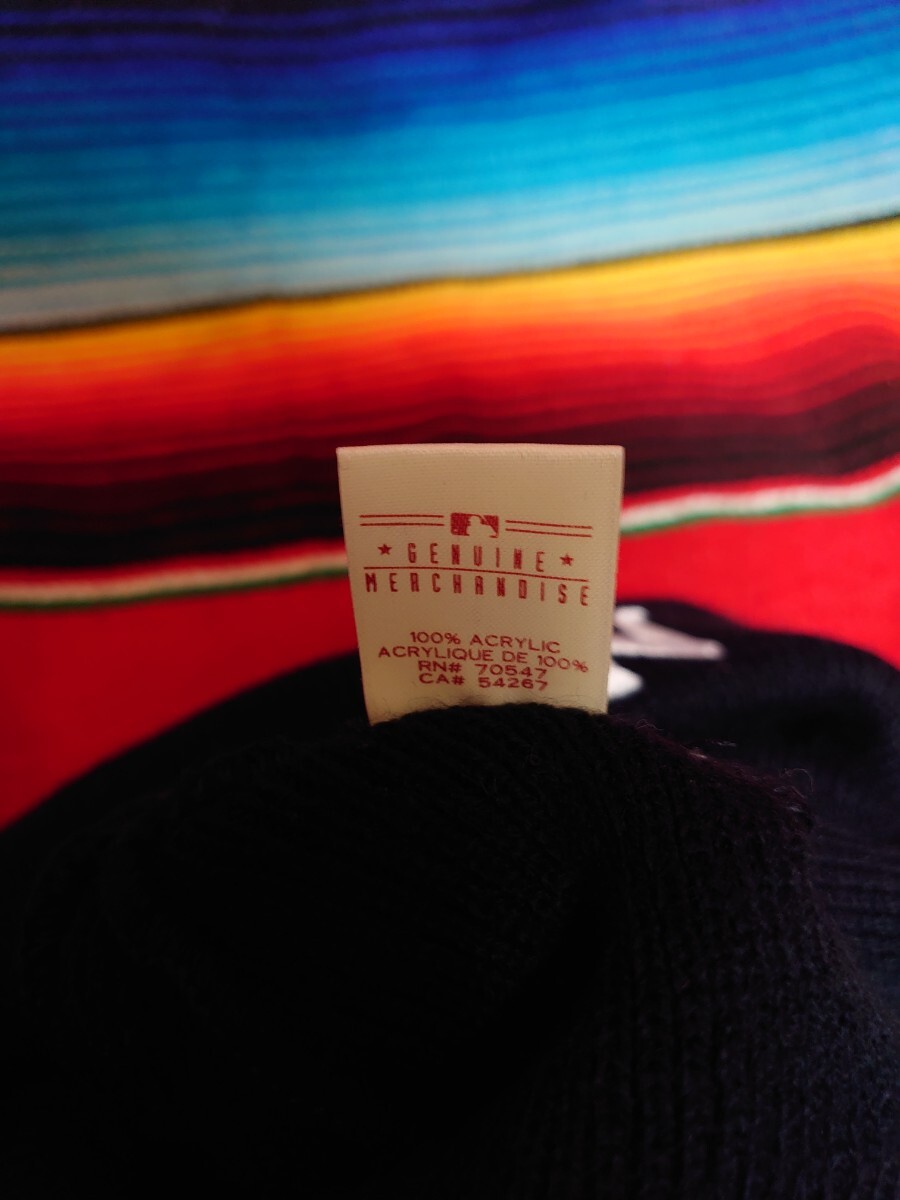 GENUINE
MERCHANDISE
100% ACRYLIC
ACRYLIQUE DE 100%
RN# 70547
CA# 54267